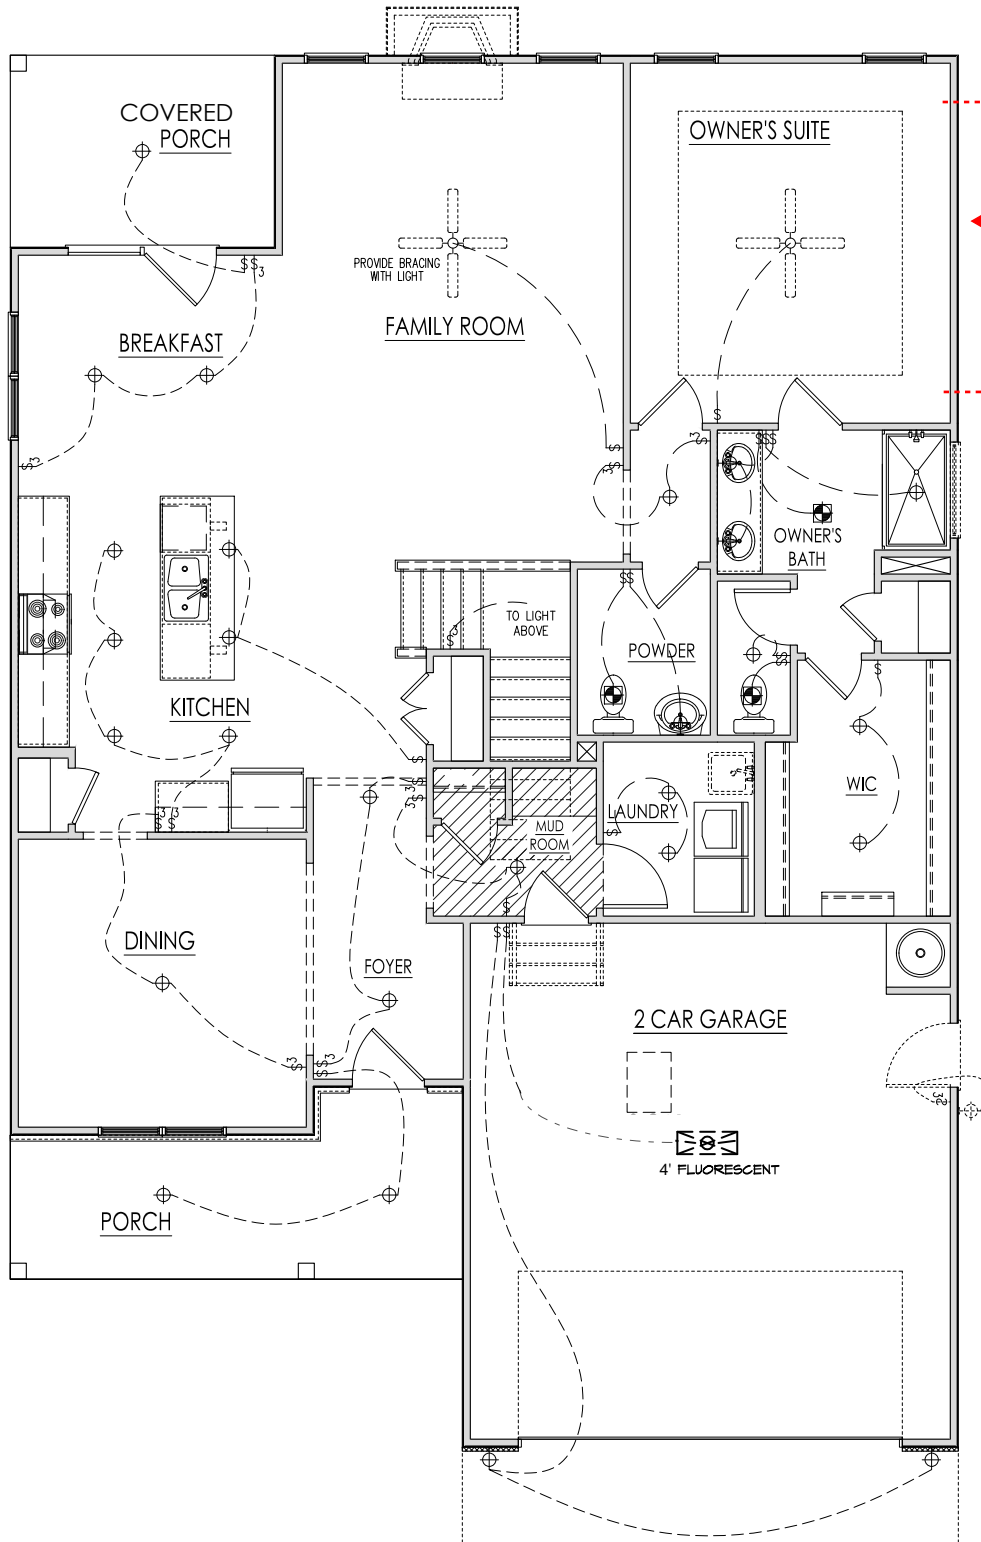 COVERED
PORCH
OWNER'S SUITE
PROVIDE BRACING
WITH LIGHT
FAMILY ROOM
BREAKFAST
OWNER'S
BATH
TO LIGHT
ABOVE
POWDER
KITCHEN
WIC
LAUNDRY
MUD
ROOM
DINING
FOYER
2 CAR GARAGE
4' FLUORESCENT
PORCH